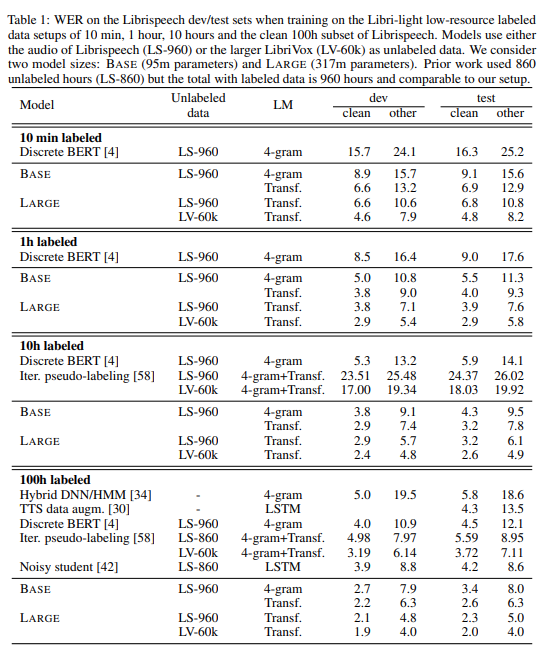 Table 1: WER on the Librispeech dev/test sets when training on the Libri-light low-resource labeled
data setups of 10 min, 1 hour, 10 hours and the clean 100h subset of Librispeech. Models use either
the audio of Librispeech (LS-960) or the larger LibriVox (LV-60k) as unlabeled data. We consider
two model sizes: BASE (95m parameters) and LARGE (317m parameters). Prior work used 860
unlabeled hours (LS-860) but the total with labeled data is 960 hours and comparable to our setup.
Model Unlabeled data LM dev test
clean other clean other
10 min labeled
Discrete BERT [4] LS-960 4-gram 15.7 24.1 16.3 25.2
BASE LS-960 4-gram 8.9 15.7 9.1 15.6
Transf. 6.6 13.2 6.9 12.9
LARGE LS-960 Transf. 6.6 10.6 6.8 10.8
LV-60k Transf. 4.6 7.9 4.8 8.2
1h labeled
Discrete BERT [4] LS-960 4-gram 8.5 16.4 9.0 17.6
BASE LS-960 4-gram 5.0 10.8 5.5 11.3
Transf. 3.8 9.0 4.0 9.3
LARGE LS-960 Transf. 3.8 7.1 3.9 7.6
LV-60k Transf. 2.9 5.4 2.9 5.8
10h labeled
Discrete BERT [4] LS-960 4-gram 5.3 13.2 5.9 14.1
Iter. pseudo-labeling [58] LS-960 4-gram+Transf. 23.51 25.48 24.37 26.02
LV-60k 4-gram+Transf. 17.00 19.34 18.03 19.92
BASE LS-960 4-gram 3.8 9.1 4.3 9.5
Transf. 2.9 7.4 3.2 7.8
LARGE LS-960 Transf. 2.9 5.7 3.2 6.1
LV-60k Transf. 2.4 4.8 2.6 4.9
100h labeled
Hybrid DNN/HMM [34] - 4-gram 5.0 19.5 5.8 18.6
TTS data augm. [30] - LSTM 4.3 13.5
Discrete BERT [4] LS-960 4-gram 4.0 10.9 4.5 12.1
Iter. pseudo-labeling [58] LS-860 4-gram+Transf. 4.98 7.97 5.59 8.95
LV-60k 4-gram+Transf. 3.19 6.14 3.72 7.11
Noisy student [42] LS-860 LSTM 3.9 8.8 4.2 8.6
BASE LS-960 4-gram 2.7 7.9 3.4 8.0
Transf. 2.2 6.3 2.6 6.3
LARGE LS-960 Transf. 2.1 4.8 2.3 5.0
LV-60k Transf. 1.9 4.0 2.0 4.0